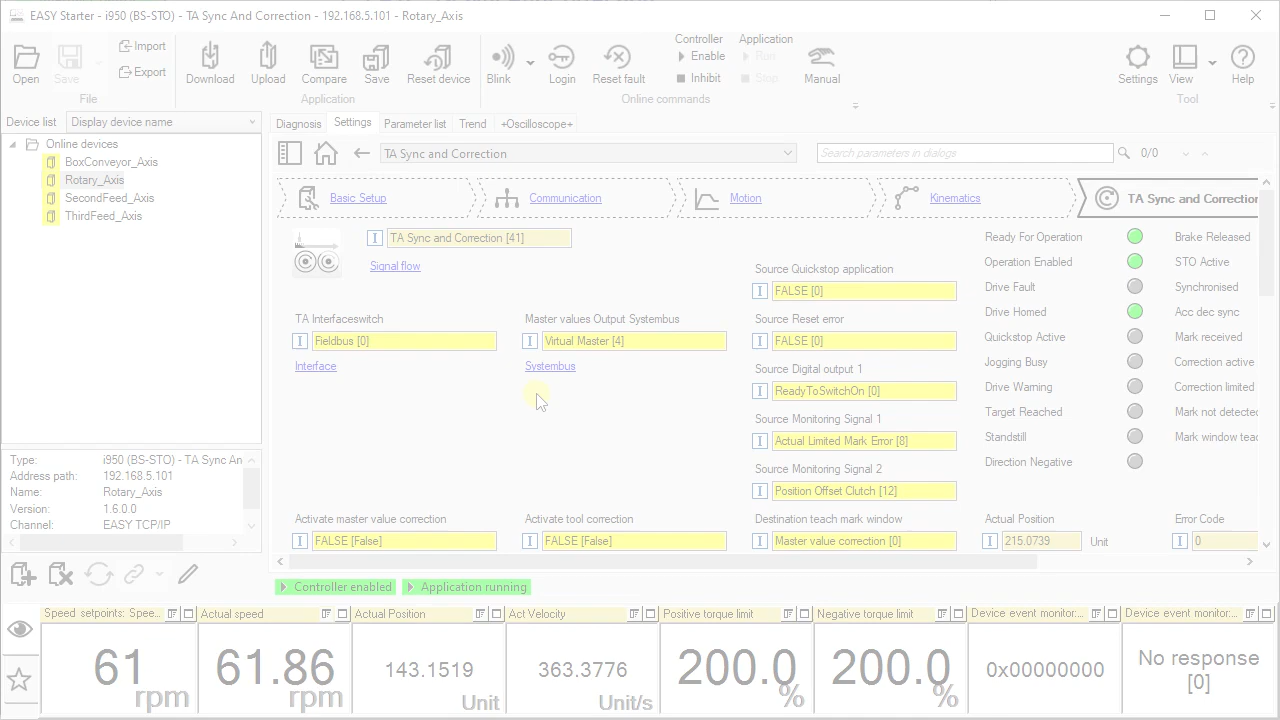 EASY Starter - i950 (BS-STO) - TA Sync And Correction - 192.168.5.101 - Rotary_Axis
Open
Save
Import
Export
File
Download
Upload
Compare
Save
Reset device
Application
Blink
Login
Reset fault
Controller
Enable
Inhibit
Application
Run
Stop
Manual
Online commands
Settings
View
Help
Tool
Device list
Display device name
Online devices
BoxConveyor_Axis
Rotary_Axis
SecondFeed_Axis
ThirdFeed_Axis
Type: i950 (BS-STO) - TA Sync An
Address path: 192.168.5.101
Name: Rotary_Axis
Version: 1.6.0.0
Channel: EASY TCP/IP
Diagnosis
Settings
Parameter list
Trend
+Oscilloscope+
TA Sync and Correction
Search parameters in dialogs
0/0
Basic Setup
Communication
Motion
Kinematics
TA Sync and Correction
TA Sync and Correction [41]
Signal flow
TA Interfaceswitch
Fieldbus [0]
Interface
Master values Output Systembus
Virtual Master [4]
Systembus
Source Quickstop application
FALSE [0]
Source Reset error
FALSE [0]
Source Digital output 1
ReadyToSwitchOn [0]
Source Monitoring Signal 1
Actual Limited Mark Error [8]
Source Monitoring Signal 2
Position Offset Clutch [12]
Activate master value correction
FALSE [False]
Activate tool correction
FALSE [False]
Destination teach mark window
Master value correction [0]
Ready For Operation
Operation Enabled
Drive Fault
Drive Homed
Quickstop Active
Jogging Busy
Drive Warning
Target Reached
Standstill
Direction Negative
Actual Position
215.0739 Unit
Brake Released
STO Active
Synchronised
Acc dec sync
Mark received
Correction active
Correction limited
Mark not detected
Mark window teac
Error Code
0
Controller enabled
Application running
Speed setpoints: Spee...
61 rpm
Actual speed
61.86 rpm
Actual Position
143.1519 Unit
Act Velocity
363.3776 Unit/s
Positive torque limit
200.0 %
Negative torque limit
200.0 %
Device event monitor:...
0x00000000
Device event monitor:...
No response
[0]